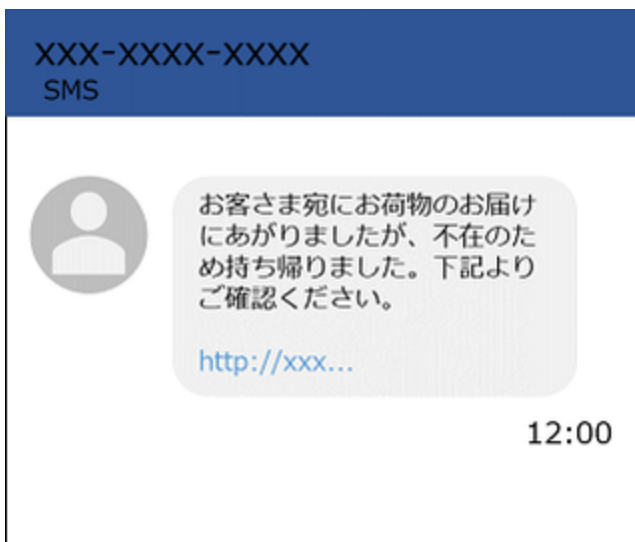 xxx-xxxx-xxxx
SMS
お客さま宛にお荷物のお届け
にあがりましたが、不在のた
め持ち帰りました。下記より
ご確認ください。
http://xxx...
12:00